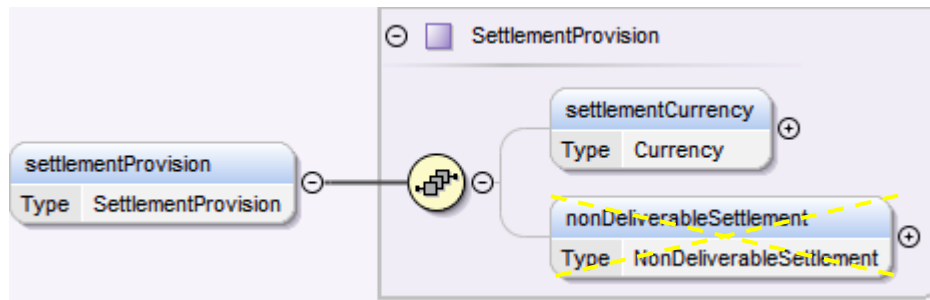 SettlementProvision
settlementCurrency
Type Currency
settlementProvision
Type SettlementProvision
nonDeliverableSettlement
Type NonDeliverableSettlement